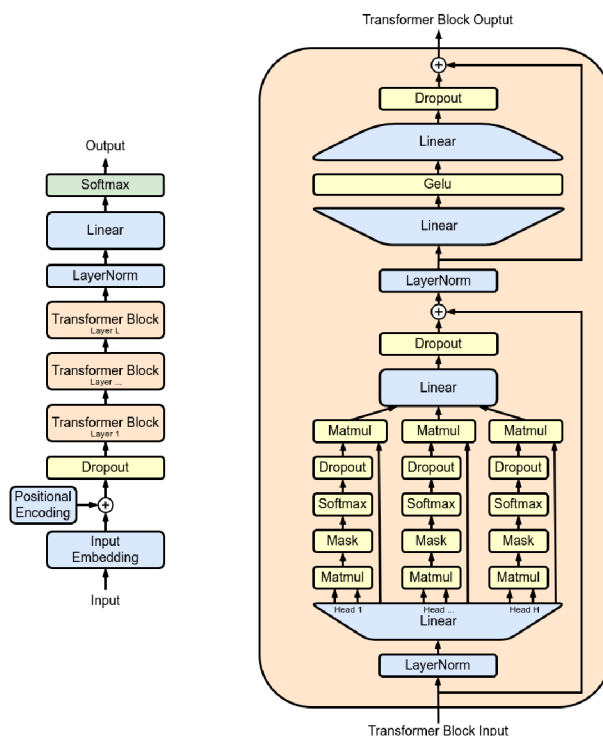 Output
Softmax
Linear
LayerNorm
Transformer Block
Layer L
Transformer Block
Layer ...
Transformer Block
Layer 1
Dropout
Positional
Encoding
+
Input
Embedding
Input
Transformer Block Ouptut
+
Dropout
Linear
Gelu
Linear
LayerNorm
+
Dropout
Linear
Matmul Matmul Matmul
Dropout Dropout Dropout
Softmax Softmax Softmax
Mask Mask Mask
Matmul Matmul Matmul
Head 1 Head ... Head H
Linear
LayerNorm
Transformer Block Input